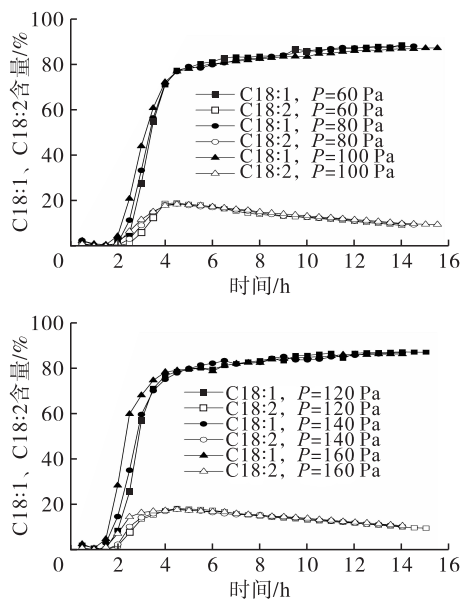 C18:1、C18:2含量/%
100
80
60
40
20
0
C18:1，P=60 Pa
C18:2，P=60 Pa
C18:1，P=80 Pa
C18:2，P=80 Pa
C18:1，P=100 Pa
C18:2，P=100 Pa
0 2 4 6 8 10 12 14 16
时间/h
C18:1、C18:2含量/%
100
80
60
40
20
0
C18:1，P=120 Pa
C18:2，P=120 Pa
C18:1，P=140 Pa
C18:2，P=140 Pa
C18:1，P=160 Pa
C18:2，P=160 Pa
2 4 6 8 10 12 14 16
时间/h